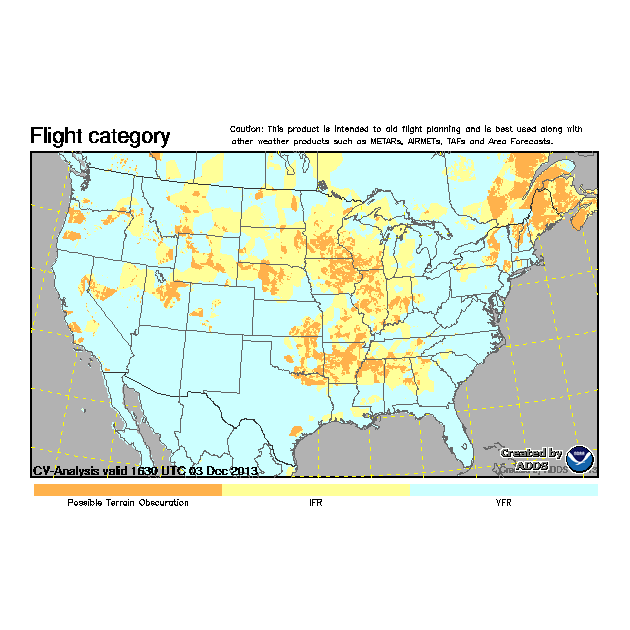 Flight category
Caution: This product is intended to aid flight planning and is best used along with
other weather products such as METARs, AIRMETs, TAFs and Area Forecasts.
Created by
ADDS
CV-Analysis valid 1630 UTC 03 Dec 2013
Possible Terrain Obscuration
IFR
VFR